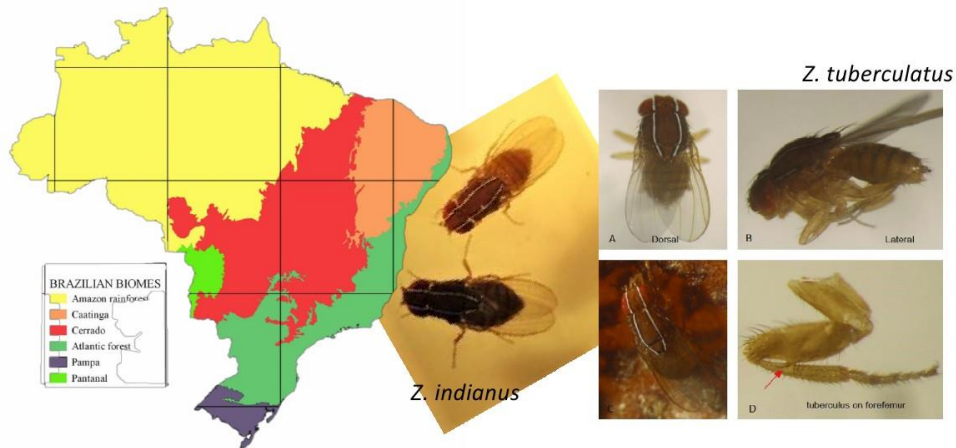 Z. tuberculatus
A
Dorsal
B
Lateral
BRAZILIAN BIOMES
Amazon rainforest
Caatinga
Cerrado
Atlantic forest
Pampa
Pantanal
Z. indianus
C
D
tuberculus on forefemur